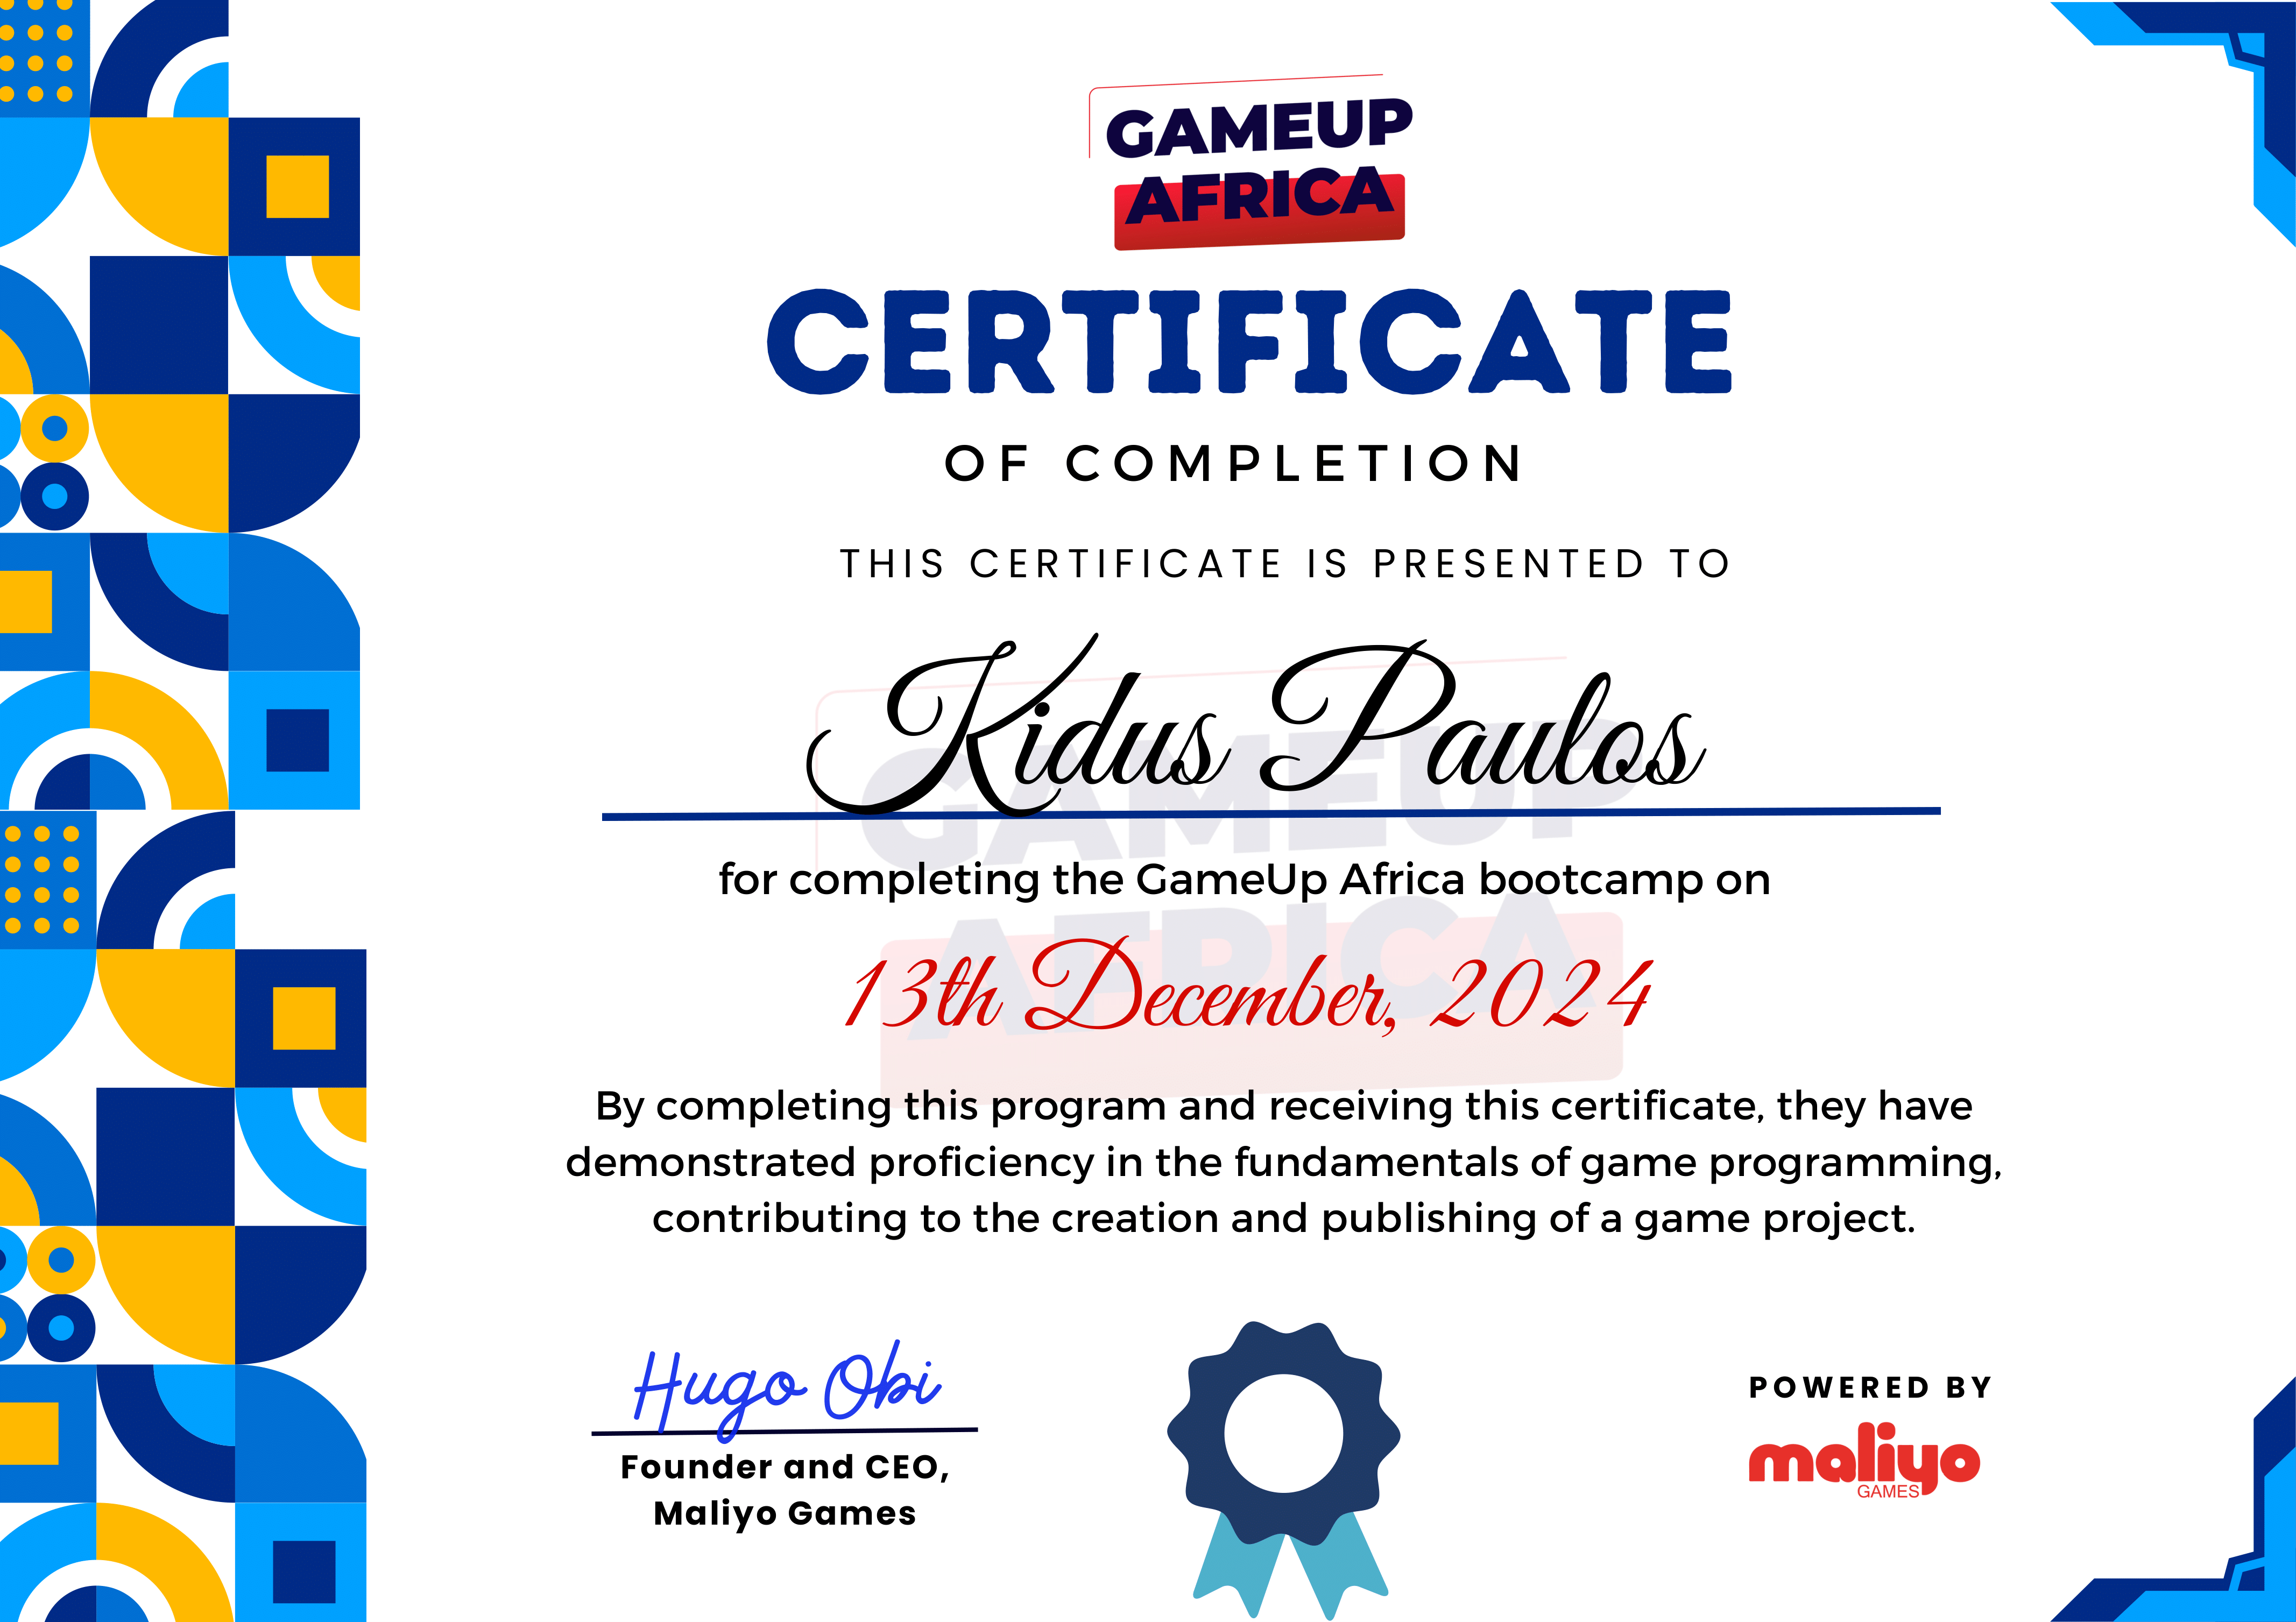 GAMEUP
AFRICA
CERTIFICATE
OF COMPLETION
THIS CERTIFICATE IS PRESENTED TO
Kidus Paulos
for completing the GameUp Africa bootcamp on
13th December, 2024
By completing this program and receiving this certificate, they have
demonstrated proficiency in the fundamentals of game programming,
contributing to the creation and publishing of a game project.
Hugo Obi
Founder and CEO,
Maliyo Games
POWERED BY
maliyo
GAMES
GAMEUP
AFRICA